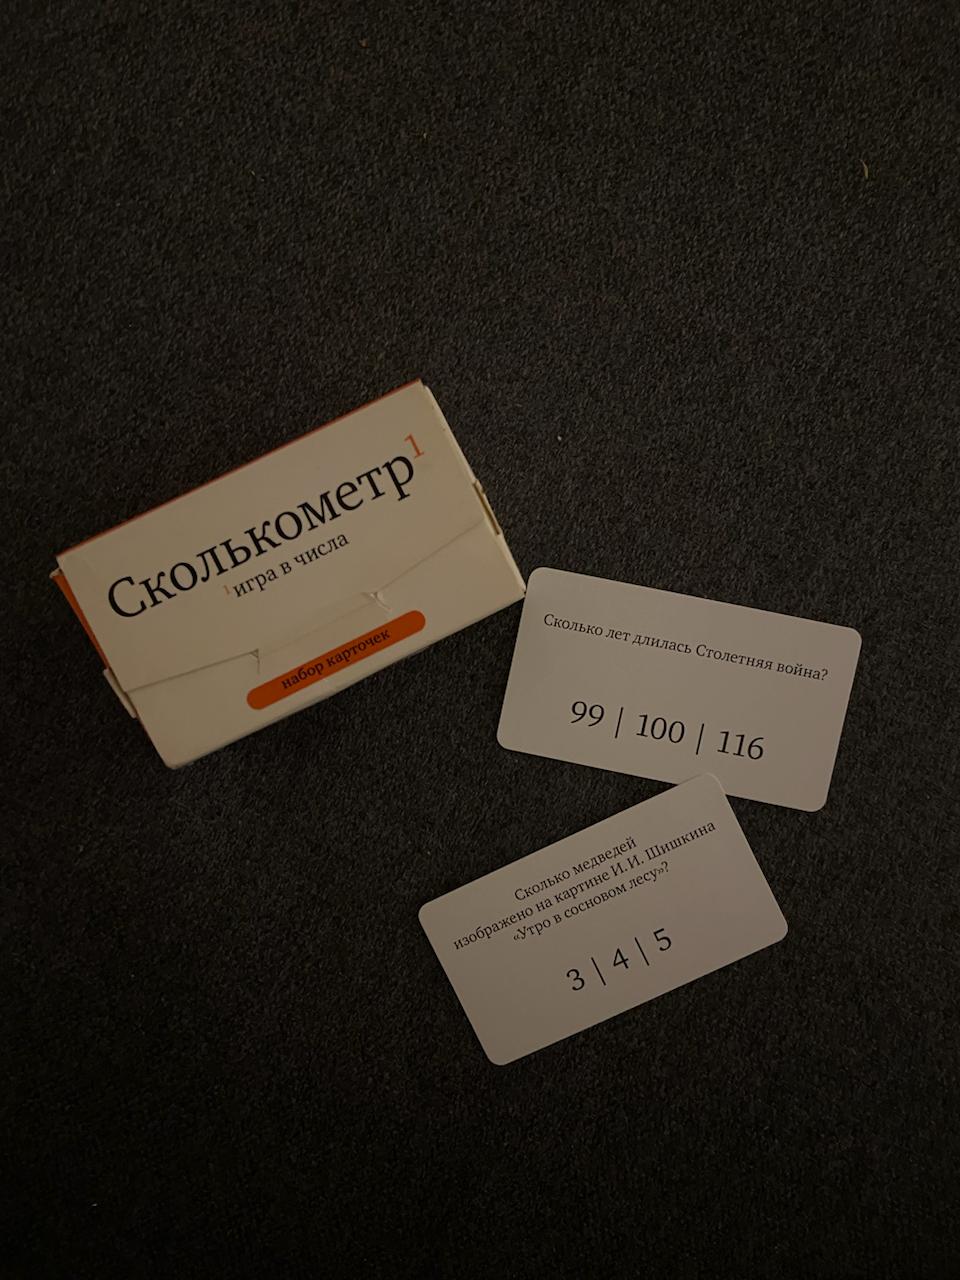 Сколькометр¹
¹игра в числа
набор карточек
Сколько лет длилась Столетняя война?
99 | 100 | 116
Сколько медведей
изображено на картине И. И. Шишкина
«Утро в сосновом лесу»?
3 | 4 | 5